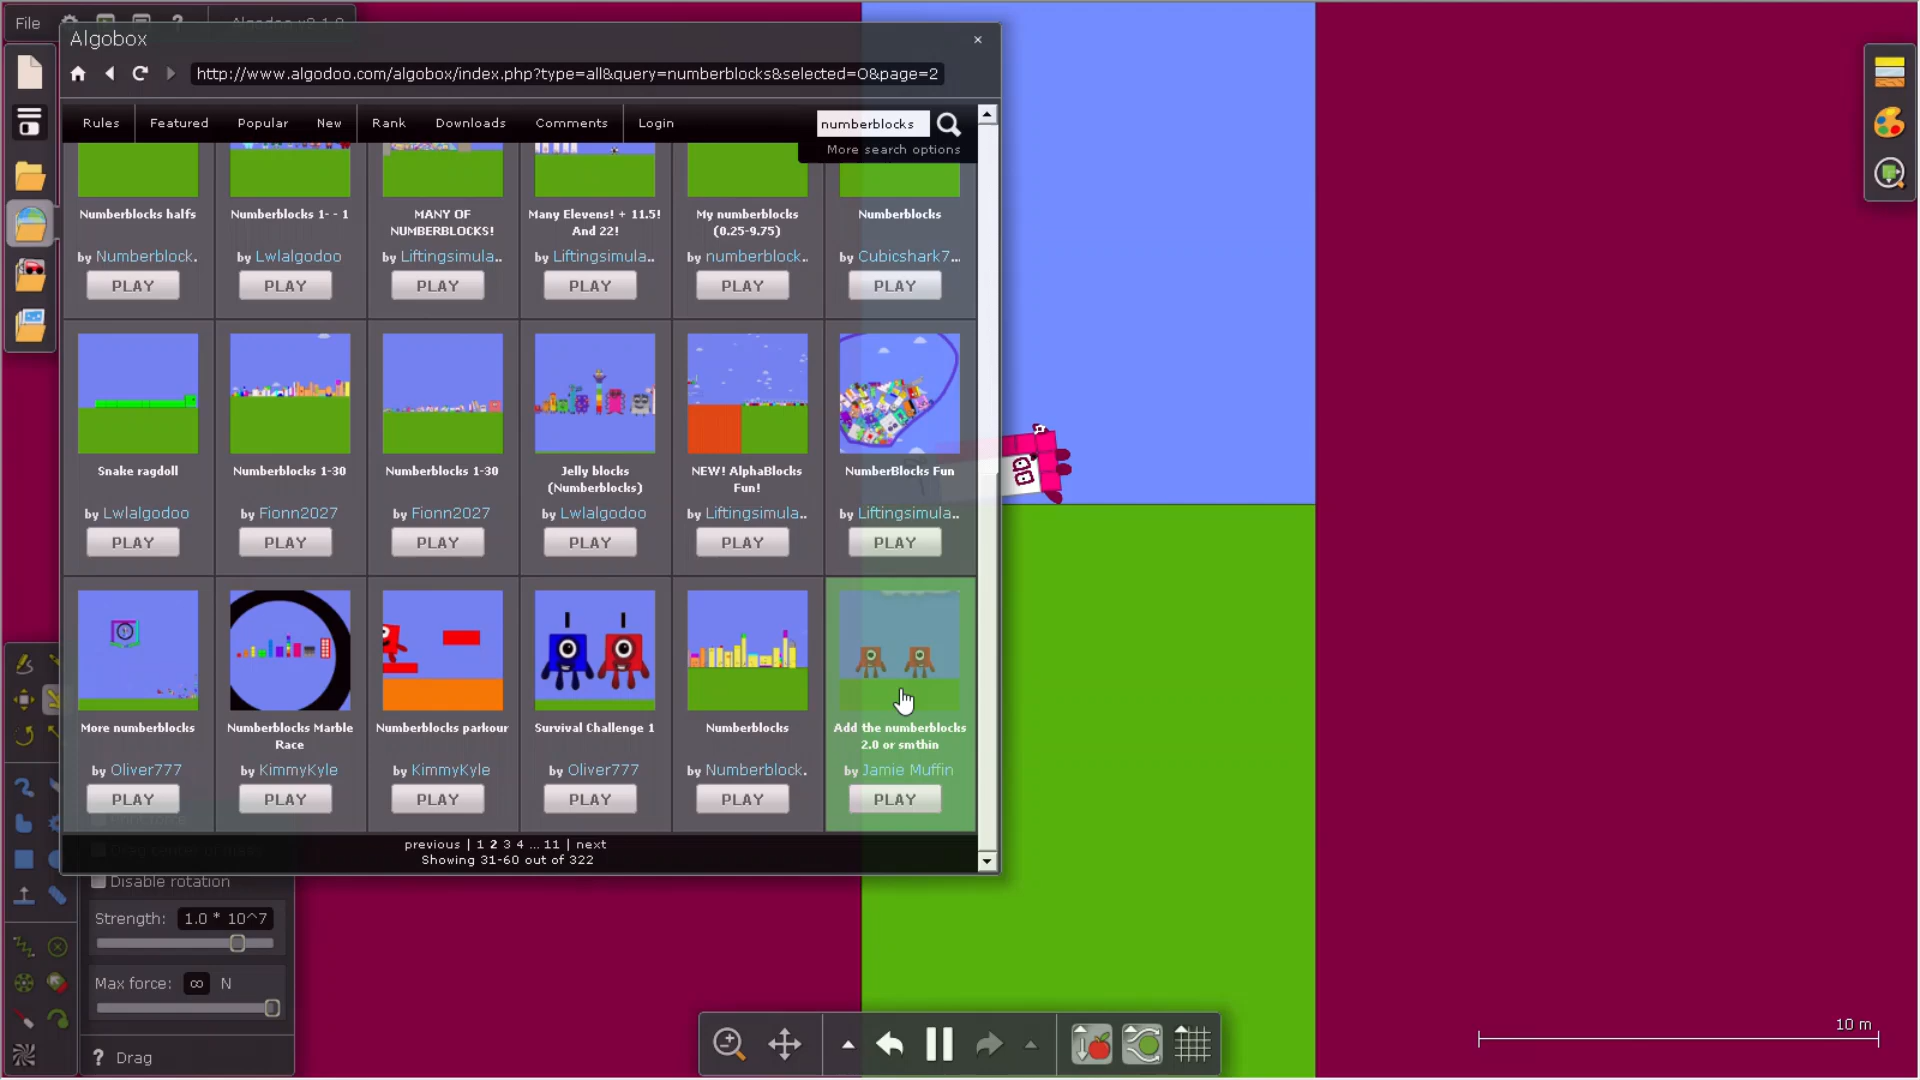 File
Algodoo v2.1.0
Algobox
×
http://www.algodoo.com/algobox/index.php?type=all&query=numberblocks&selected=0&page=2
Rules
Featured
Popular
New
Rank
Downloads
Comments
Login
numberblocks
More search options
Numberblocks halfs
by Numberblock.
PLAY
Numberblocks 1- - 1
by Lwlalgodoo
PLAY
MANY OF
NUMBERBLOCKS!
by Liftingsimula..
PLAY
Many Elevens! + 11.5!
And 22!
by Liftingsimula..
PLAY
My numberblocks
(0.25-9.75)
by numberblock..
PLAY
Numberblocks
by Cubicshark7...
PLAY
Snake ragdoll
by Lwlalgodoo
PLAY
Numberblocks 1-30
by Fionn2027
PLAY
Numberblocks 1-30
by Fionn2027
PLAY
Jelly blocks
(Numberblocks)
by Lwlalgodoo
PLAY
NEW! AlphaBlocks
Fun!
by Liftingsimula..
PLAY
NumberBlocks Fun
by Liftingsimula..
PLAY
More numberblocks
by Oliver777
PLAY
Numberblocks Marble
Race
by KimmyKyle
PLAY
Numberblocks parkour
by KimmyKyle
PLAY
Survival Challenge 1
by Oliver777
PLAY
Numberblocks
by Numberblock.
PLAY
Add the numberblocks
2.0 or smthin
by Jamie Muffin
PLAY
previous | 1 2 3 4 ... 11 | next
Showing 31-60 out of 322
Disable rotation
Strength: 1.0 * 10^7
Max force: ∞ N
? Drag
10 m